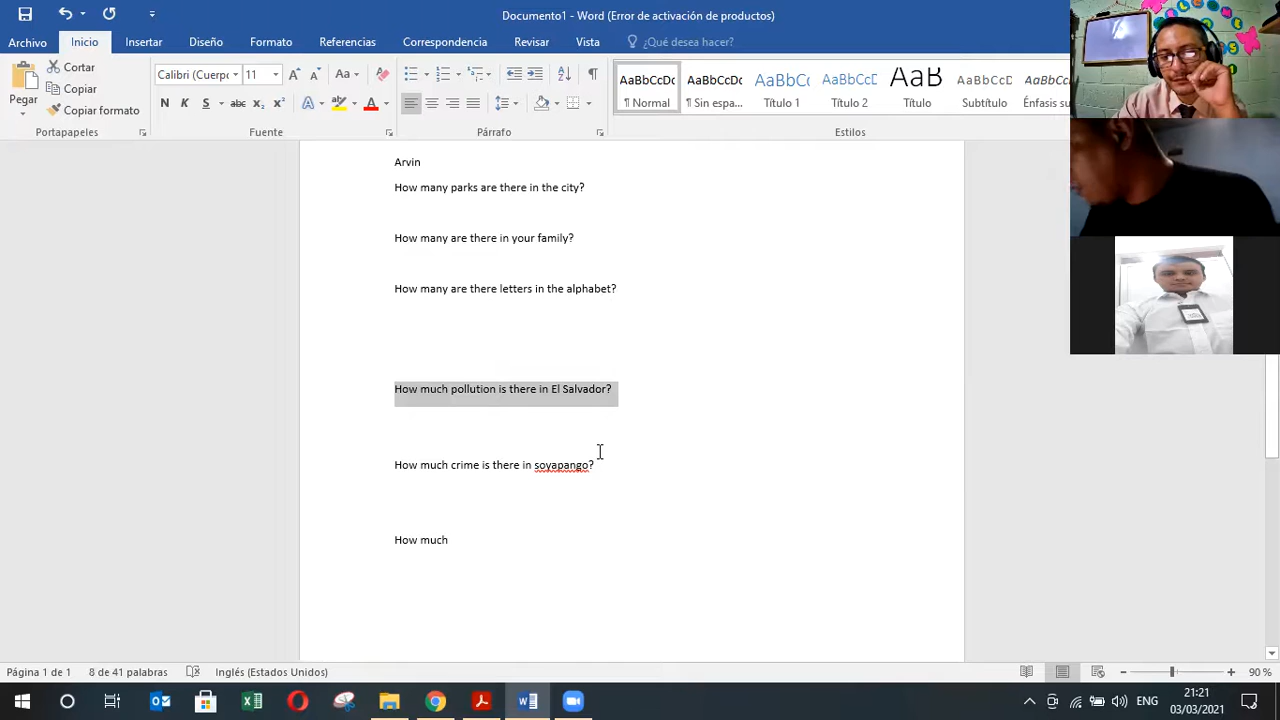 Documento1 - Word (Error de activación de productos)
Archivo Inicio Insertar Diseño Formato Referencias Correspondencia Revisar Vista ¿Qué desea hacer?
Pegar
Cortar
Copiar
Copiar formato
Portapapeles
Calibri (Cuerpo 11
Fuente
Párrafo
AaBbCcDc AaBbCcDc AaBbC AaBbCcD AaB AaBbCcD AaBbCcDc
¶ Normal ¶ Sin espa... Título 1 Título 2 Título Subtítulo Énfasis su
Estilos
Arvin
How many parks are there in the city?
How many are there in your family?
How many are there letters in the alphabet?
How much pollution is there in El Salvador?
How much crime is there in soyapango?
How much
Página 1 de 1 8 de 41 palabras Inglés (Estados Unidos) 90 %
ENG 21:21
03/03/2021